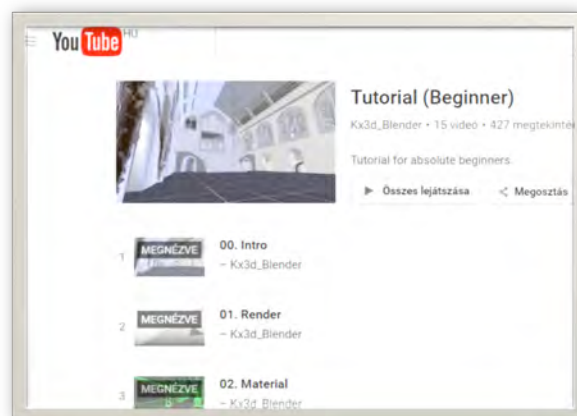 YouTube HU
Tutorial (Beginner)
Kx3d_Blender • 15 videó • 427 megtekintés
Tutorial for absolute beginners.
Összes lejátszása
Megosztás
1
MEGNÉZVE
00. Intro
– Kx3d_Blender
2
MEGNÉZVE
01. Render
– Kx3d_Blender
3
MEGNÉZVE
02. Material
– Kx3d_Blender